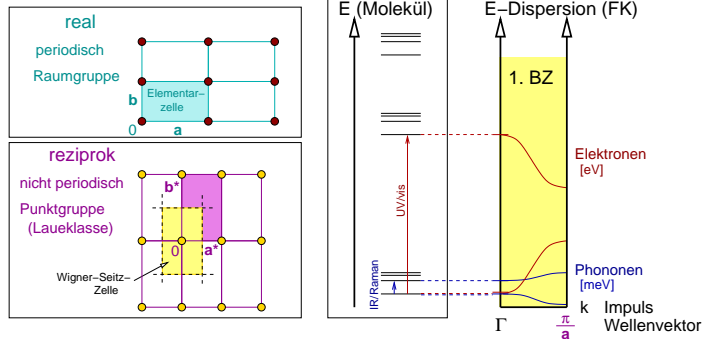 real
periodisch
Raumgruppe
Elementar–
zelle
b
0
a
reziprok
nicht periodisch
Punktgruppe
(Laueklasse)
b*
0
a*
Wigner–Seitz–
Zelle
E (Molekül)
UV/vis
IR/Raman
E–Dispersion (FK)
1. BZ
Elektronen
[eV]
Phononen
[meV]
k Impuls
Wellenvektor
Γ
π
a